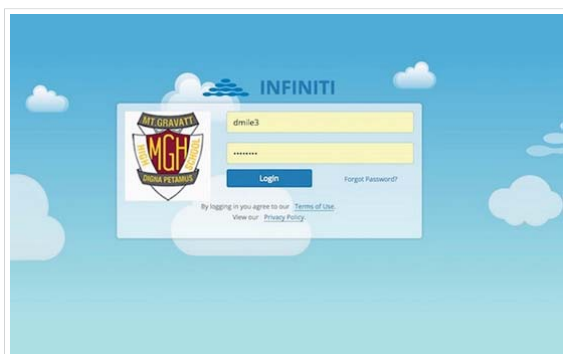 INFINITI
MT.GRAVATT
HIGH
MGH
SCHOOL
DIGNA PETAMUS
dmile3
••••••••
Login
Forgot Password?
By logging in you agree to our Terms of Use.
View our Privacy Policy.